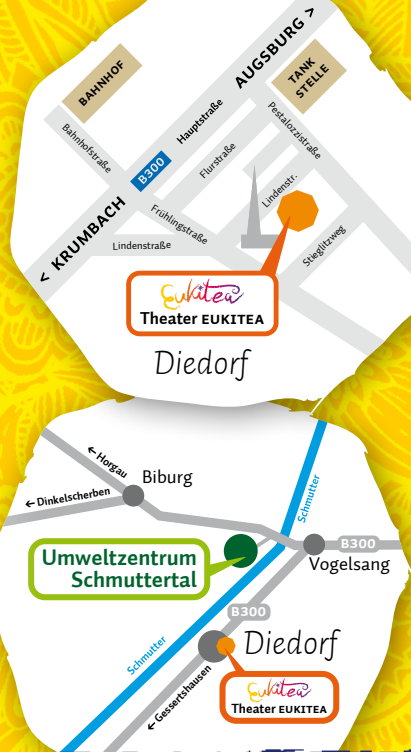 AUGSBURG >
BAHNHOF
TANK
STELLE
Hauptstraße
Pestalozzistraße
Bahnhofstraße
Flurstraße
B300
Lindenstr.
< KRUMBACH
Frühlingstraße
Stieglitzweg
Lindenstraße
Eukitea
Theater EUKITEA
Diedorf
← Horgau
Biburg
← Dinkelscherben
Schmutter
B300
Umweltzentrum
Schmuttertal
Vogelsang
B300
Diedorf
Schmutter
← Gessertshausen
Eukitea
Theater EUKITEA